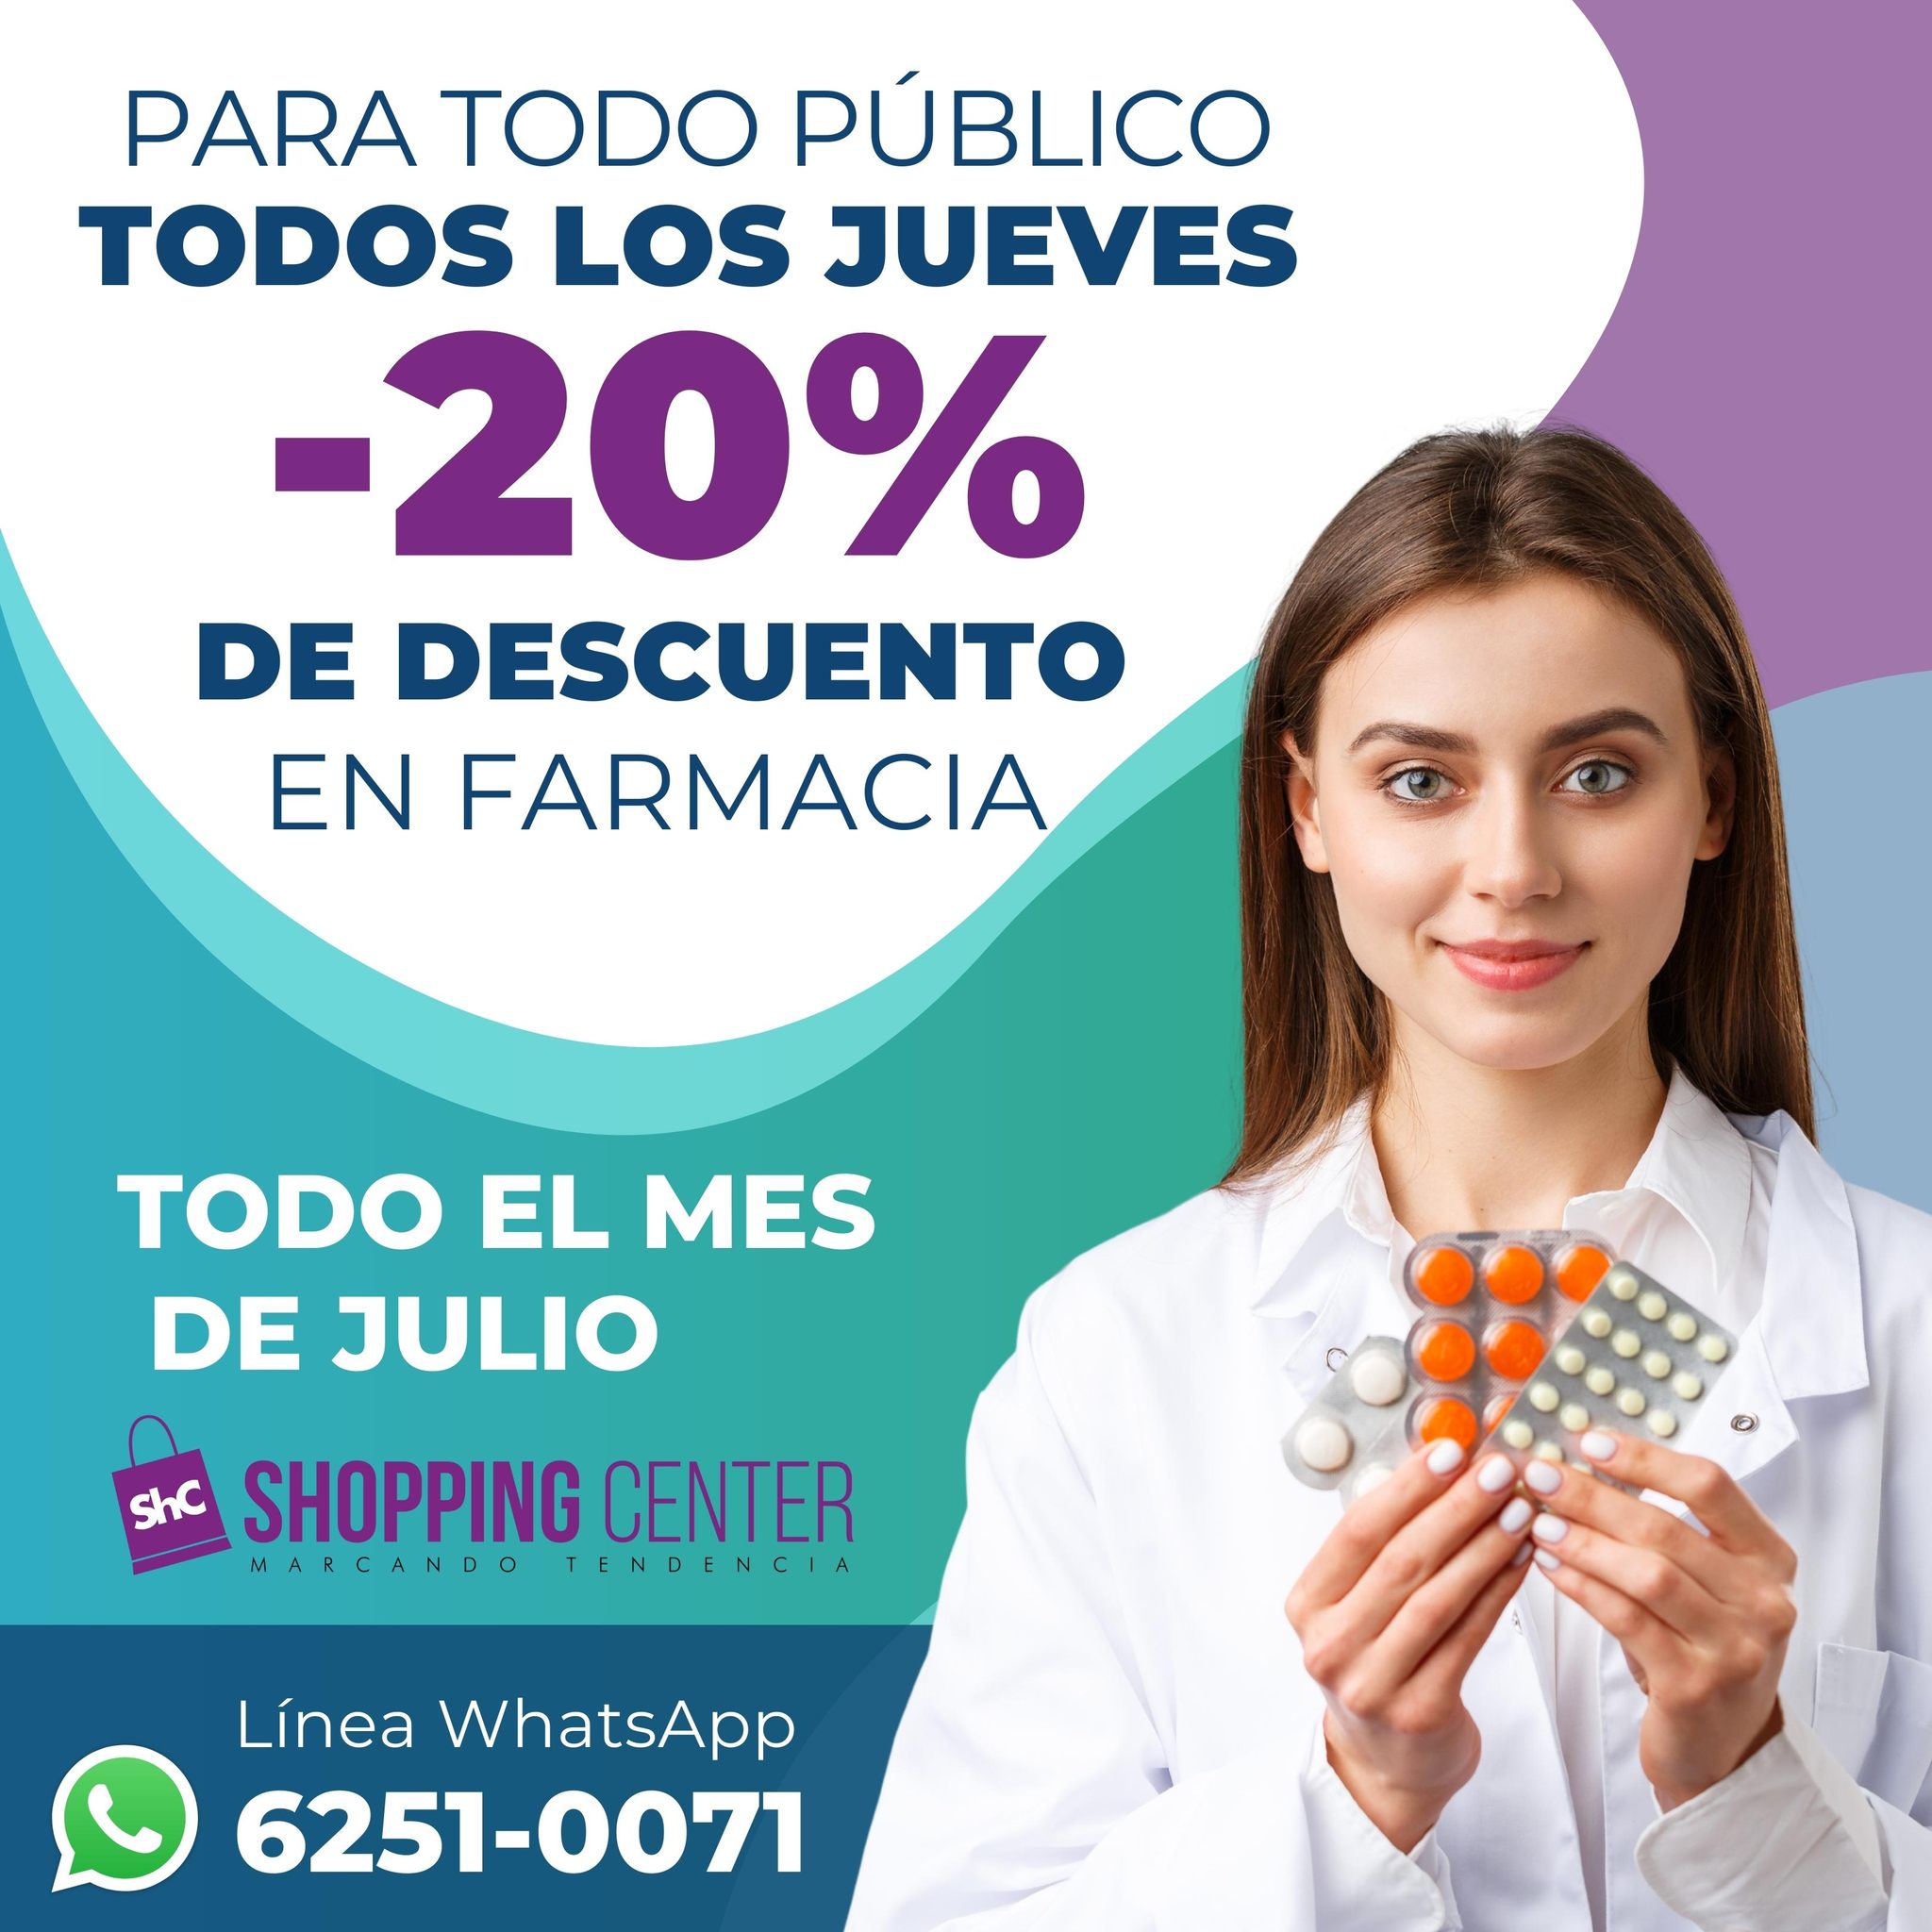 PARA TODO PÚBLICO
TODOS LOS JUEVES
-20%
DE DESCUENTO
EN FARMACIA
TODO EL MES
DE JULIO
shc
SHOPPING CENTER
MARCANDO TENDENCIA
Línea WhatsApp
6251-0071